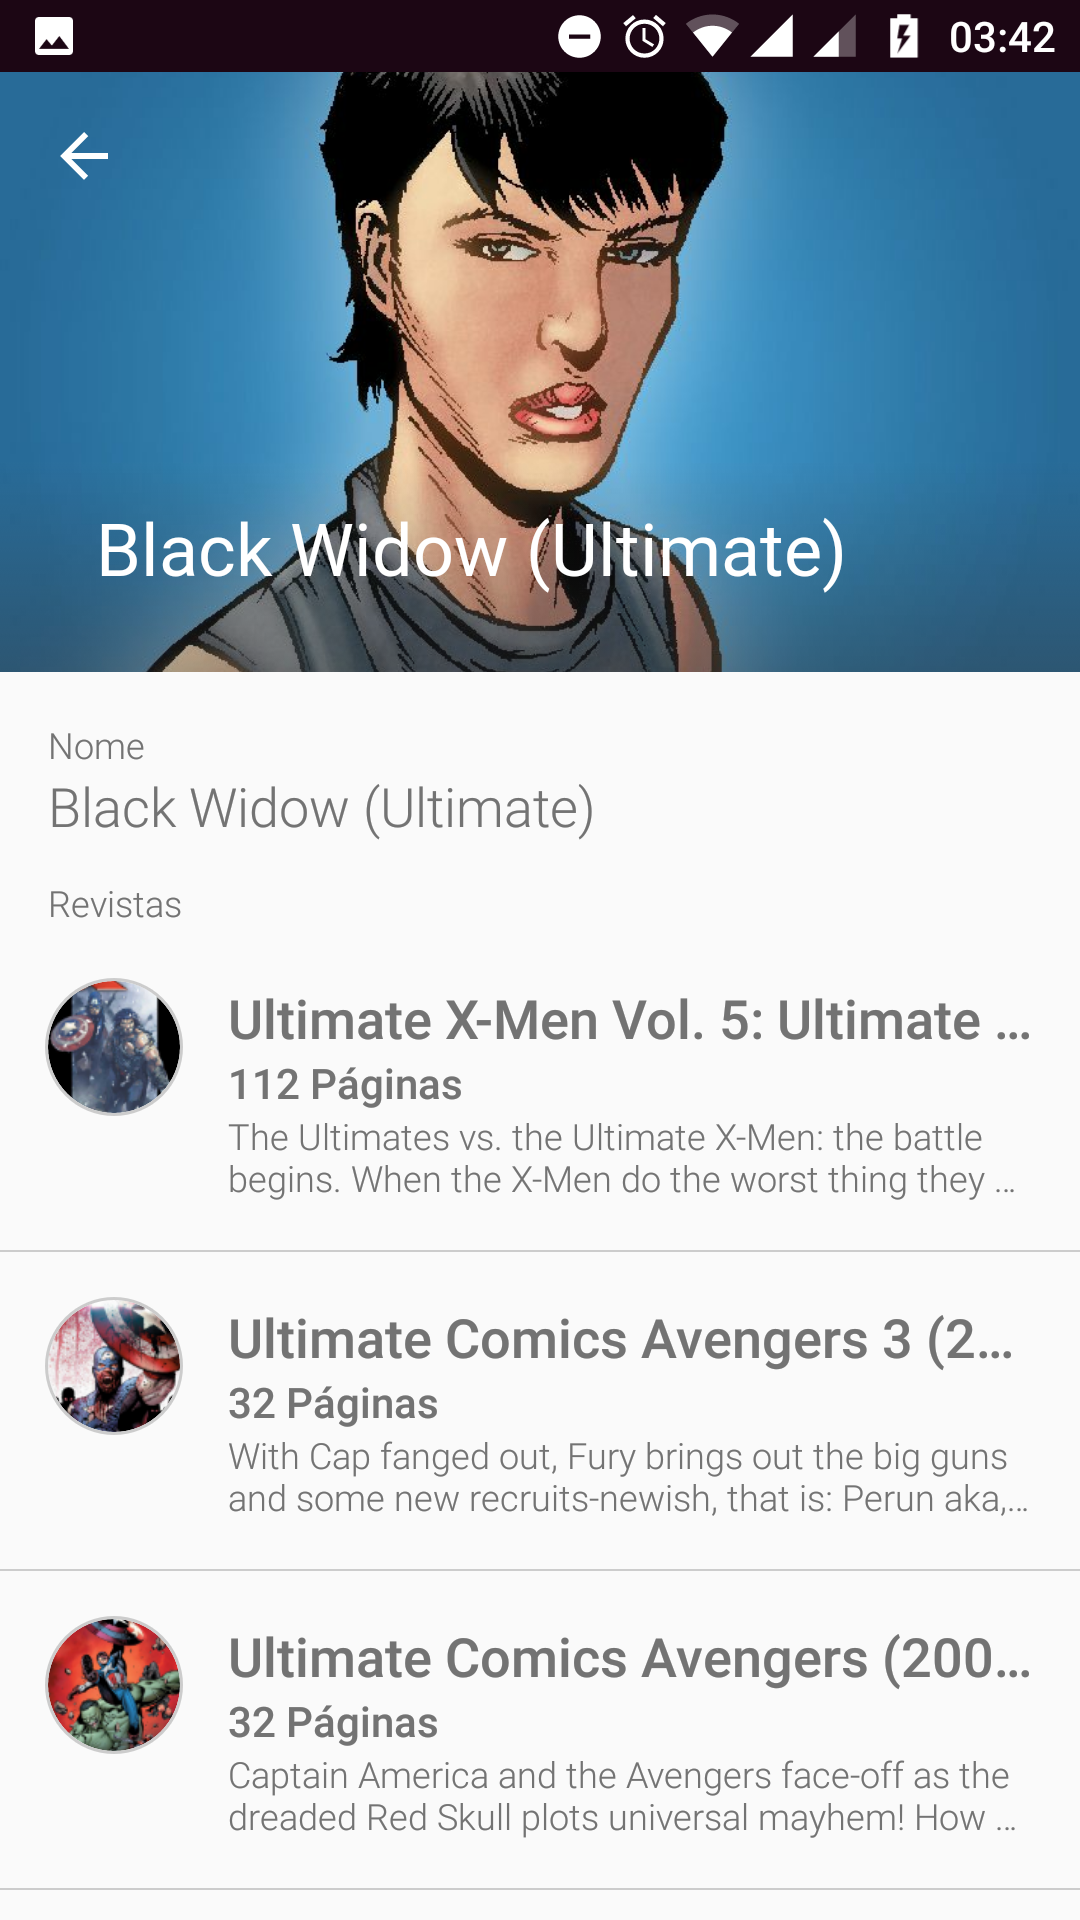 03:42
Black Widow (Ultimate)
Nome
Black Widow (Ultimate)
Revistas
Ultimate X-Men Vol. 5: Ultimate ...
112 Páginas
The Ultimates vs. the Ultimate X-Men: the battle
begins. When the X-Men do the worst thing they ...
Ultimate Comics Avengers 3 (2...
32 Páginas
With Cap fanged out, Fury brings out the big guns
and some new recruits-newish, that is: Perun aka,...
Ultimate Comics Avengers (200...
32 Páginas
Captain America and the Avengers face-off as the
dreaded Red Skull plots universal mayhem! How ...